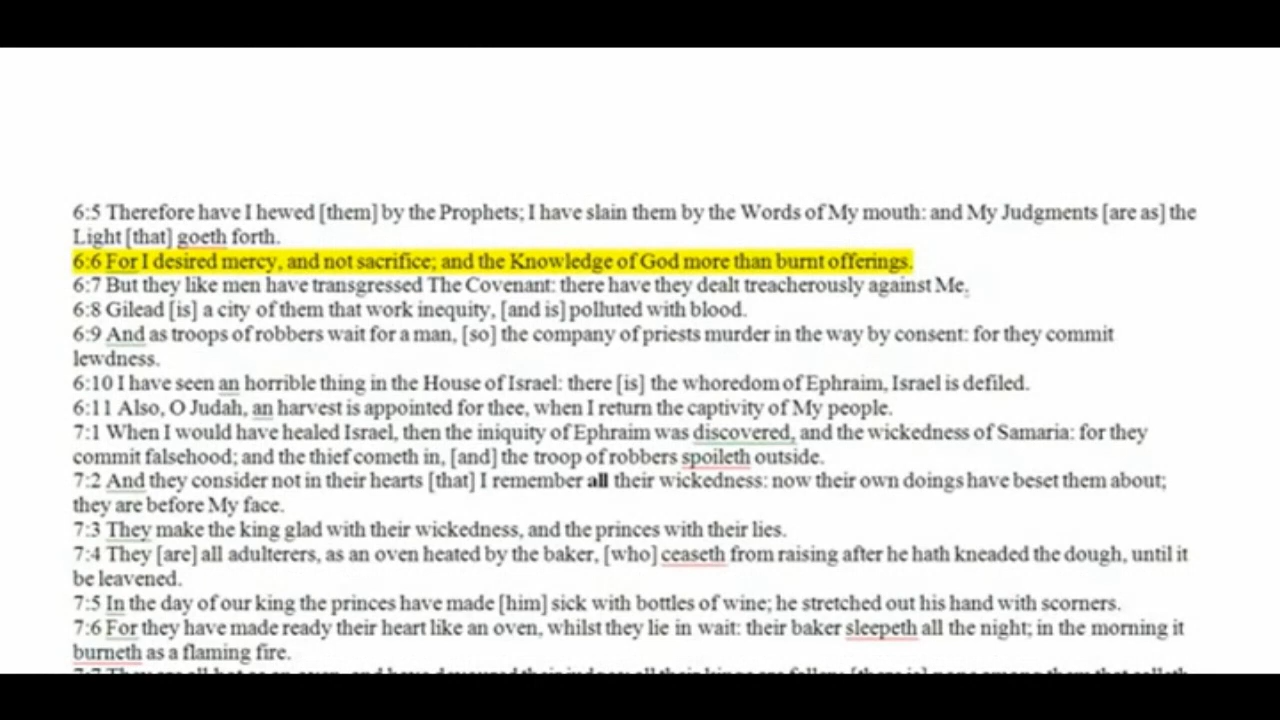 6:5 Therefore have I hewed [them] by the Prophets; I have slain them by the Words of My mouth: and My Judgments [are as] the
Light [that] goeth forth.
6:6 For I desired mercy, and not sacrifice; and the Knowledge of God more than burnt offerings.
6:7 But they like men have transgressed The Covenant: there have they dealt treacherously against Me.
6:8 Gilead [is] a city of them that work inequity, [and is] polluted with blood.
6:9 And as troops of robbers wait for a man, [so] the company of priests murder in the way by consent: for they commit
lewdness.
6:10 I have seen an horrible thing in the House of Israel: there [is] the whoredom of Ephraim, Israel is defiled.
6:11 Also, O Judah, an harvest is appointed for thee, when I return the captivity of My people.
7:1 When I would have healed Israel, then the iniquity of Ephraim was discovered, and the wickedness of Samaria: for they
commit falsehood; and the thief cometh in, [and] the troop of robbers spoileth outside.
7:2 And they consider not in their hearts [that] I remember all their wickedness: now their own doings have beset them about;
they are before My face.
7:3 They make the king glad with their wickedness, and the princes with their lies.
7:4 They [are] all adulterers, as an oven heated by the baker, [who] ceaseth from raising after he hath kneaded the dough, until it
be leavened.
7:5 In the day of our king the princes have made [him] sick with bottles of wine; he stretched out his hand with scorners.
7:6 For they have made ready their heart like an oven, whilst they lie in wait: their baker sleepeth all the night; in the morning it
burneth as a flaming fire.